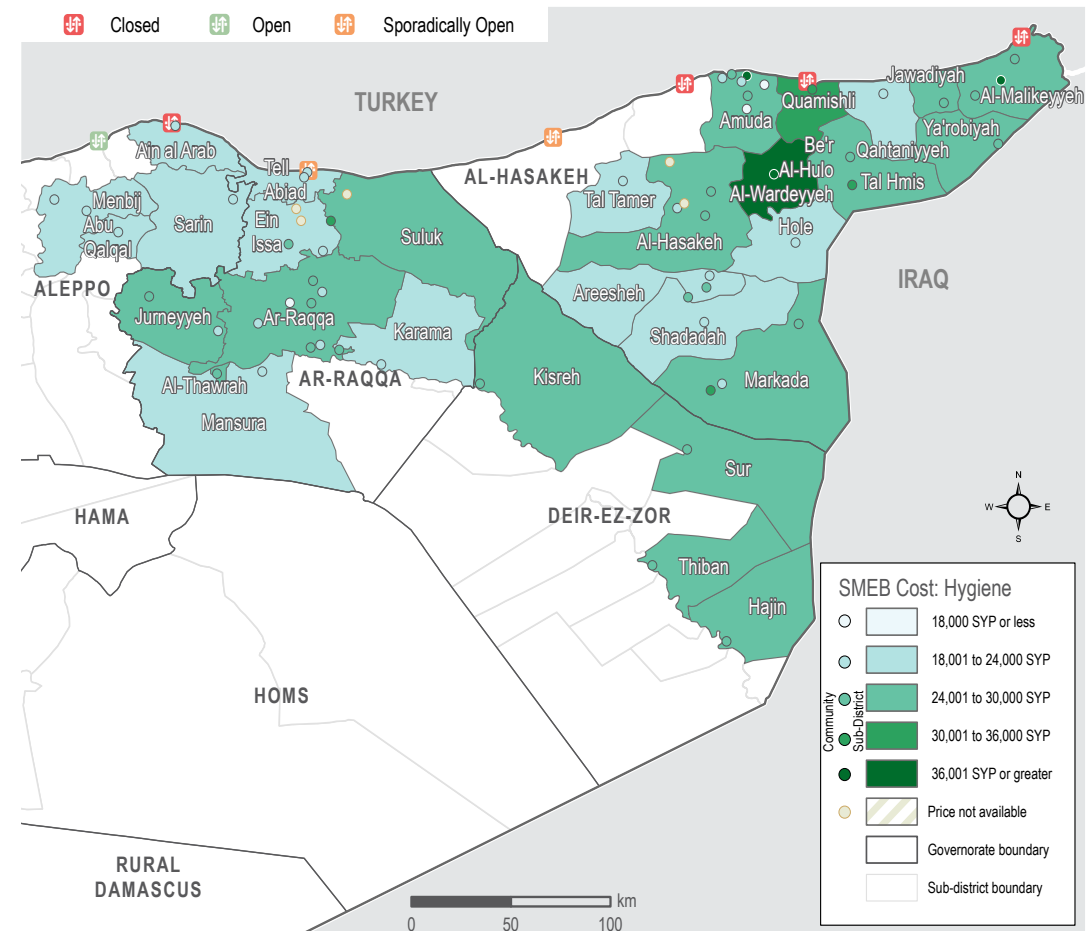 Closed
Open
Sporadically Open
TURKEY
Jawadiyah
Al-Malikeyyeh
Quamishli
Amuda
Ya'robiyah
Ain al Arab
Be'r
Al-Hulo
Al-Wardeyyeh
Qahtaniyyeh
Tell
Abjad
AL-HASAKEH
Tal Hmis
Menbij
Tal Tamer
Abu
Qalqal
Sarin
Ein
Issa
Suluk
Al-Hasakeh
Hole
IRAQ
ALEPPO
Areesheh
Jurneyyeh
Ar-Raqqa
Karama
Shadadah
AR-RAQQA
Kisreh
Markada
Al-Thawrah
Mansura
Sur
HAMA
DEIR-EZ-ZOR
N
W
E
S
Thiban
Hajin
HOMS
SMEB Cost: Hygiene
18,000 SYP or less
18,001 to 24,000 SYP
24,001 to 30,000 SYP
30,001 to 36,000 SYP
36,001 SYP or greater
Price not available
Governorate boundary
Sub-district boundary
Community
Sub-District
RURAL
DAMASCUS
km
0
50
100